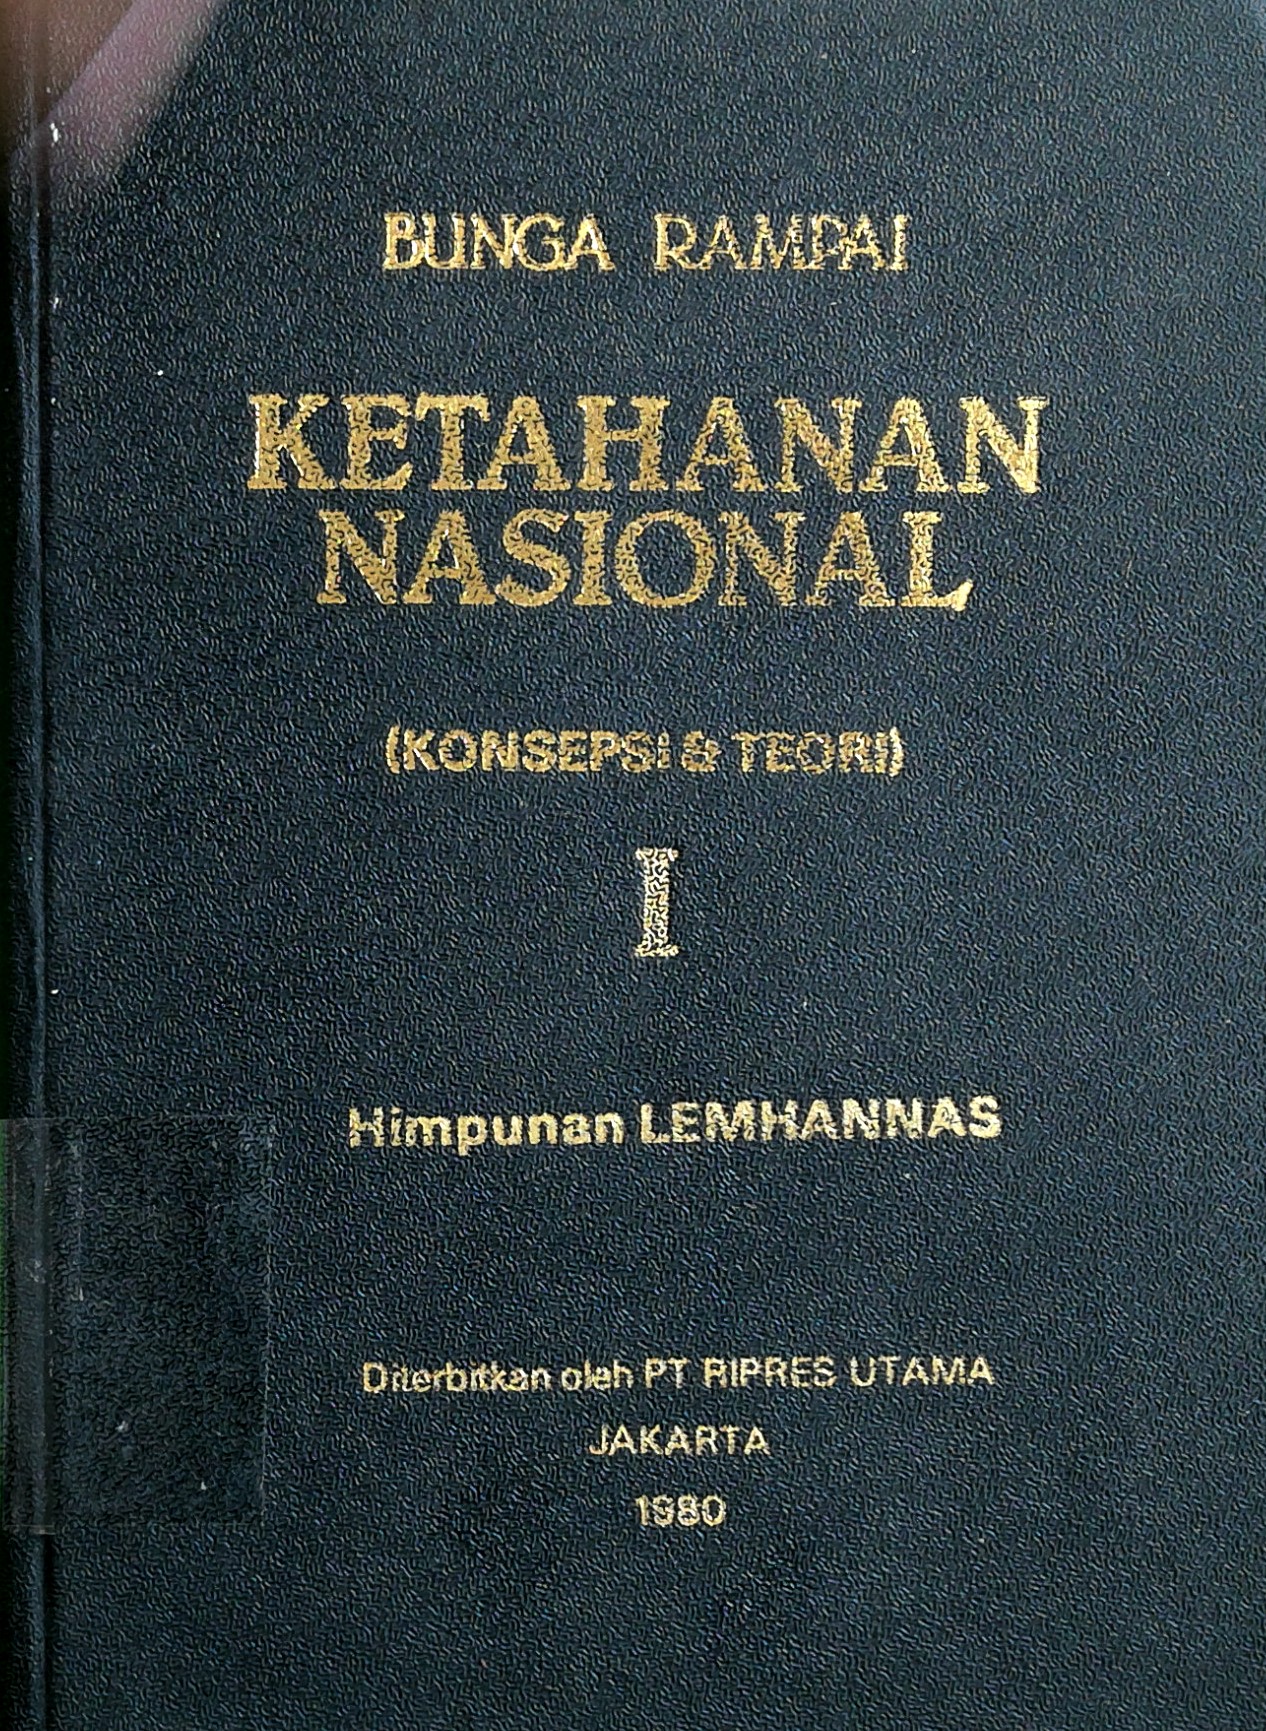 BUNGA RAMPAI
KETAHANAN
NASIONAL
(KONSEPSI & TEORI)
I
Himpunan LEMHANNAS
Diterbitkan oleh PT RIPRES UTAMA
JAKARTA
1980